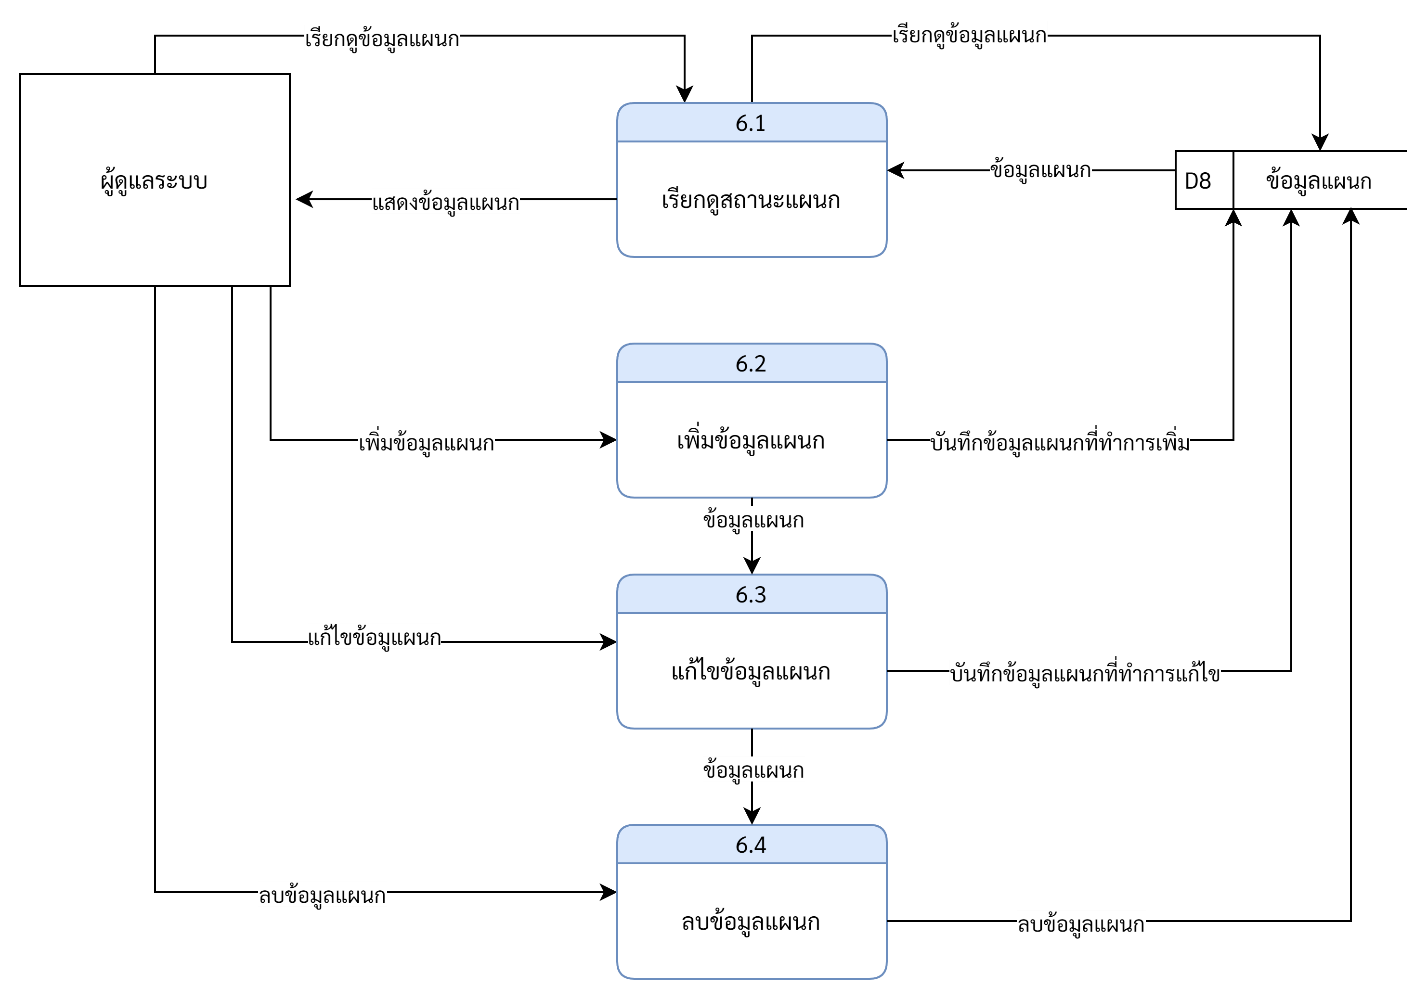 เรียกดูข้อมูลแผนก
เรียกดูข้อมูลแผนก
6.1
ผู้ดูแลระบบ
แสดงข้อมูลแผนก
เรียกดูสถานะแผนก
ข้อมูลแผนก
D8
ข้อมูลแผนก
6.2
เพิ่มข้อมูลแผนก
เพิ่มข้อมูลแผนก
บันทึกข้อมูลแผนกที่ทำการเพิ่ม
ข้อมูลแผนก
6.3
แก้ไขข้อมูแผนก
แก้ไขข้อมูลแผนก
บันทึกข้อมูลแผนกที่ทำการแก้ไข
ข้อมูลแผนก
6.4
ลบข้อมูลแผนก
ลบข้อมูลแผนก
ลบข้อมูลแผนก